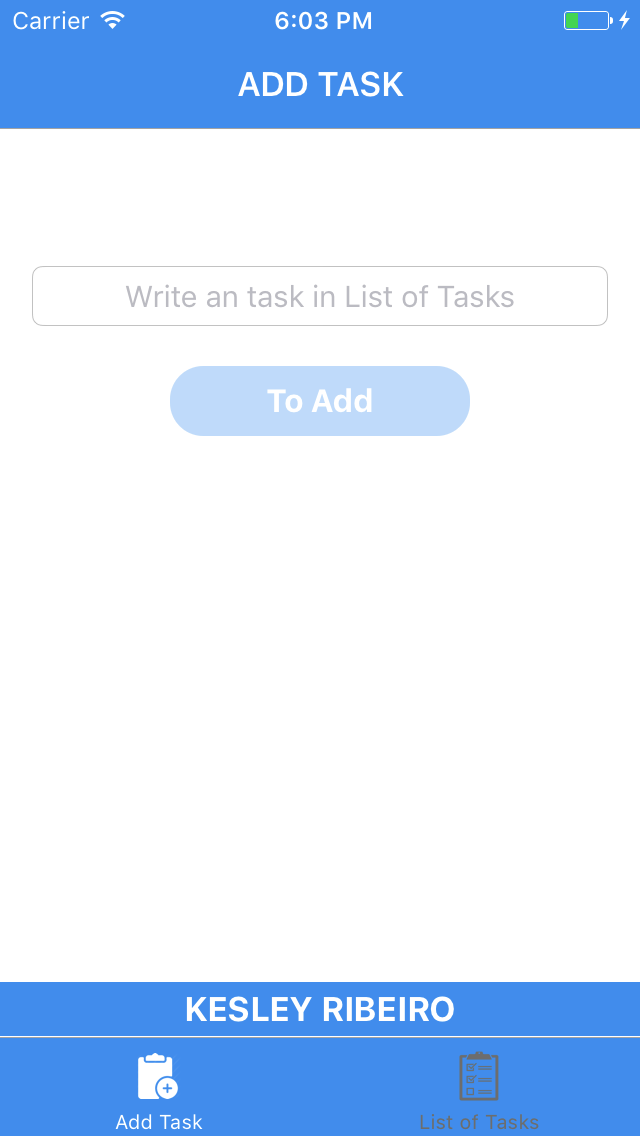 Carrier 6:03 PM
ADD TASK
Write an task in List of Tasks
To Add
KESLEY RIBEIRO
Add Task List of Tasks